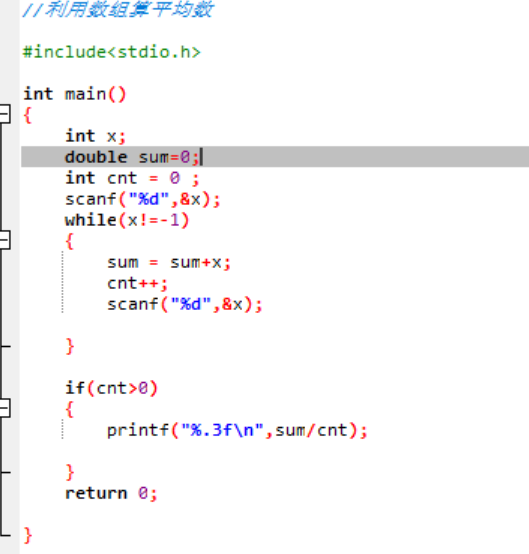 //利用数组算平均数
#include<stdio.h>
int main()
{
int x;
double sum=0;
int cnt = 0 ;
scanf("%d",&x);
while(x!=-1)
{
sum = sum+x;
cnt++;
scanf("%d",&x);
}
if(cnt>0)
{
printf("%.3f\n",sum/cnt);
}
return 0;
}